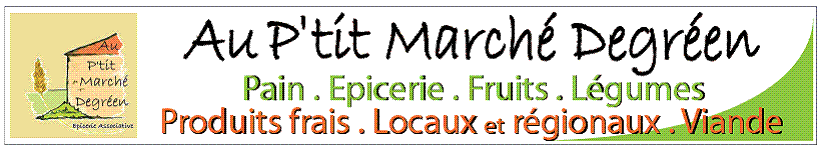 Au
P'tit
Marché
Degréen
Epicerie Associative
Au P'tit Marché Degréen
Pain . Epicerie . Fruits . Légumes
Produits frais . Locaux et régionaux . Viande